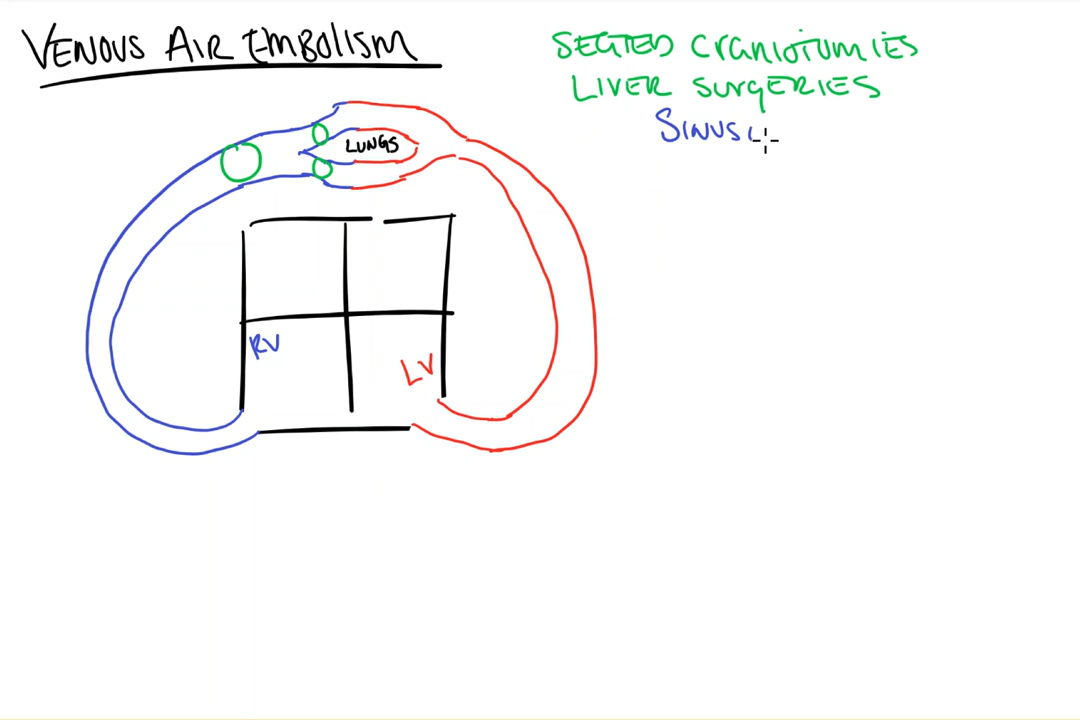 VENOUS AIR EMBOLISM
SEATED CRANIOTOMIES
LIVER SURGERIES
SINUS
LUNGS
RV
LV